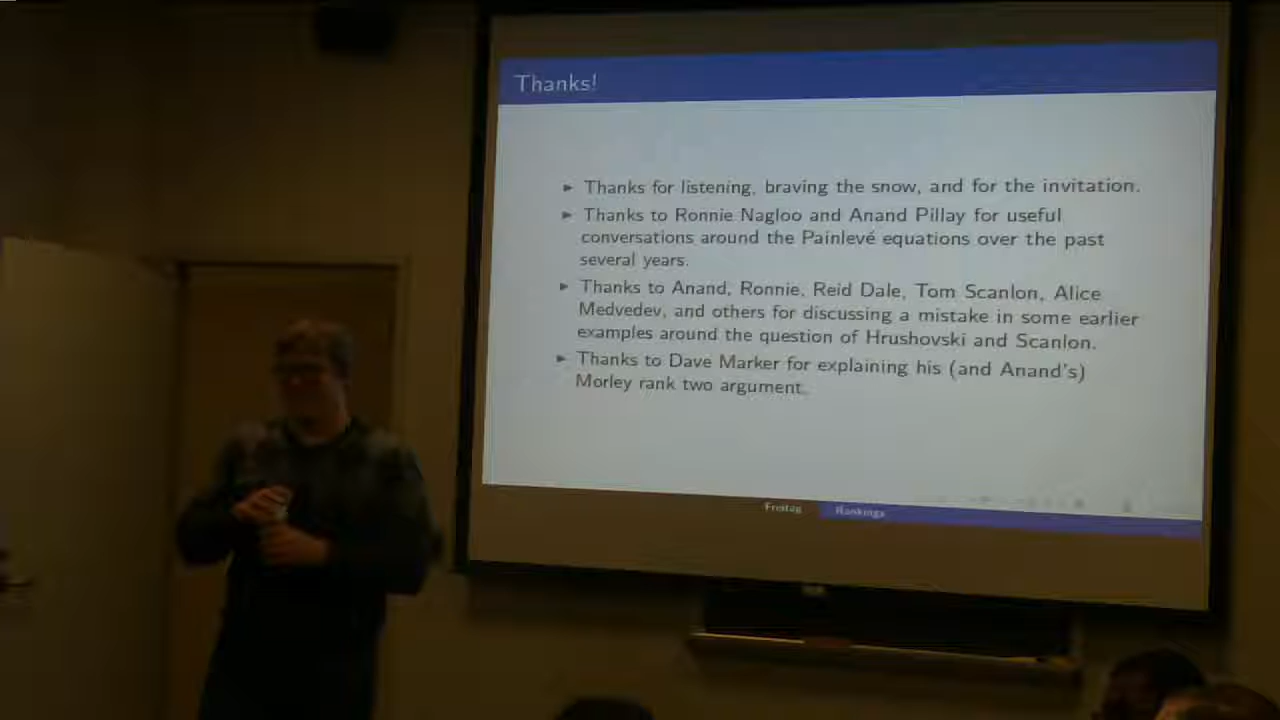 Thanks!
► Thanks for listening, braving the snow, and for the invitation.
► Thanks to Ronnie Nagloo and Anand Pillay for useful
conversations around the Painlevé equations over the past
several years.
► Thanks to Anand, Ronnie, Reid Dale, Tom Scanlon, Alice
Medvedev, and others for discussing a mistake in some earlier
examples around the question of Hrushovski and Scanlon.
► Thanks to Dave Marker for explaining his (and Anand's)
Morley rank two argument.
Freitag Rankings